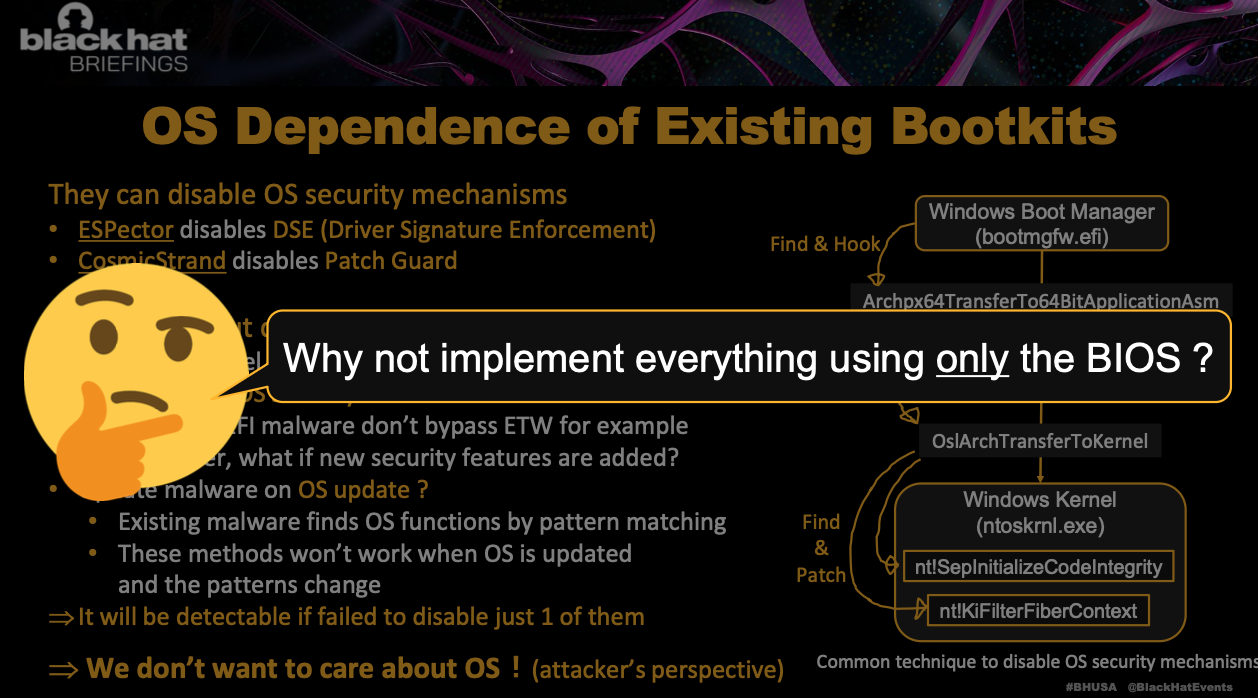 black hat
BRIEFINGS
OS Dependence of Existing Bootkits
They can disable OS security mechanisms
• ESPector disables DSE (Driver Signature Enforcement)
• CosmicStrand disables Patch Guard
Why not implement everything using only the BIOS ?
FI malware don't bypass ETW for example
er, what if new security features are added?
• malware on OS update ?
• Existing malware finds OS functions by pattern matching
• These methods won't work when OS is updated
and the patterns change
⇒ It will be detectable if failed to disable just 1 of them
⇒ We don't want to care about OS ! (attacker's perspective)
Windows Boot Manager
(bootmgfw.efi)
Find & Hook
Archpx64TransferTo64BitApplicationAsm
OslArchTransferToKernel
Windows Kernel
(ntoskrnl.exe)
Find
&
Patch
nt!SepInitializeCodeIntegrity
nt!KiFilterFiberContext
Common technique to disable OS security mechanisms
#BHUSA @BlackHatEvents